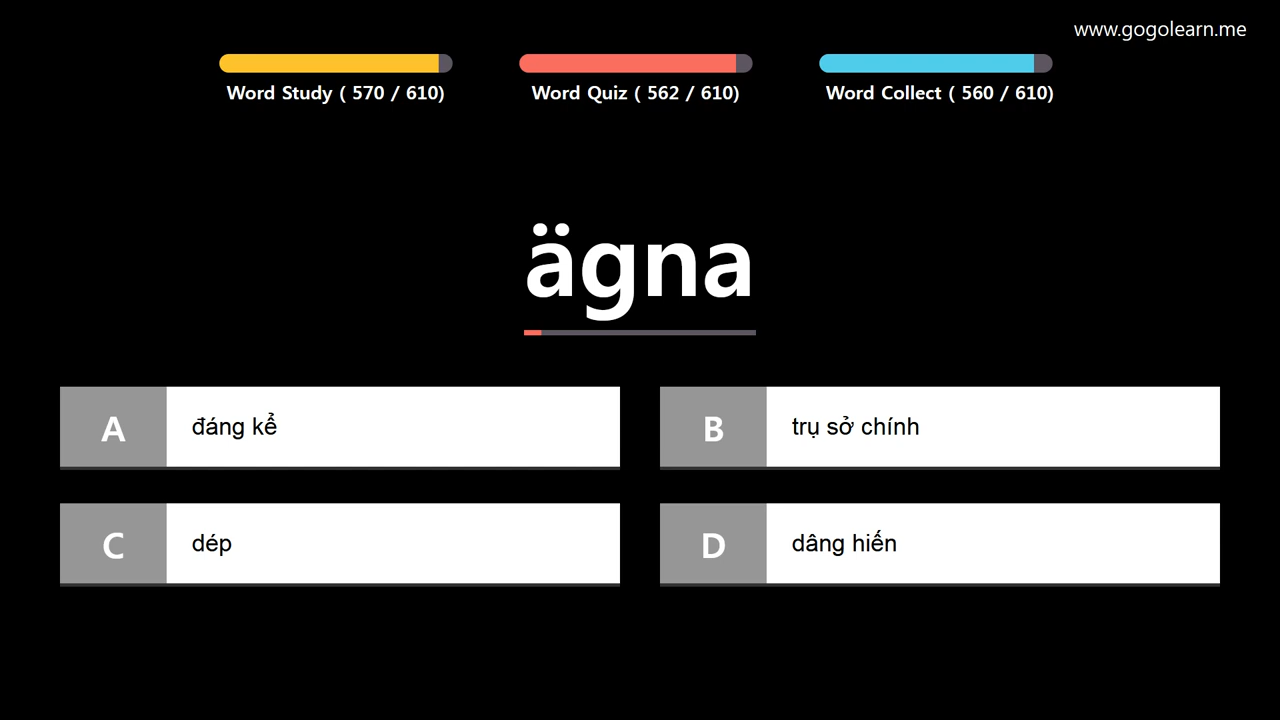 www.gogolearn.me
Word Study ( 570 / 610)
Word Quiz ( 562 / 610)
Word Collect ( 560 / 610)
ägna
A
đáng kể
B
trụ sở chính
C
dép
D
dâng hiến